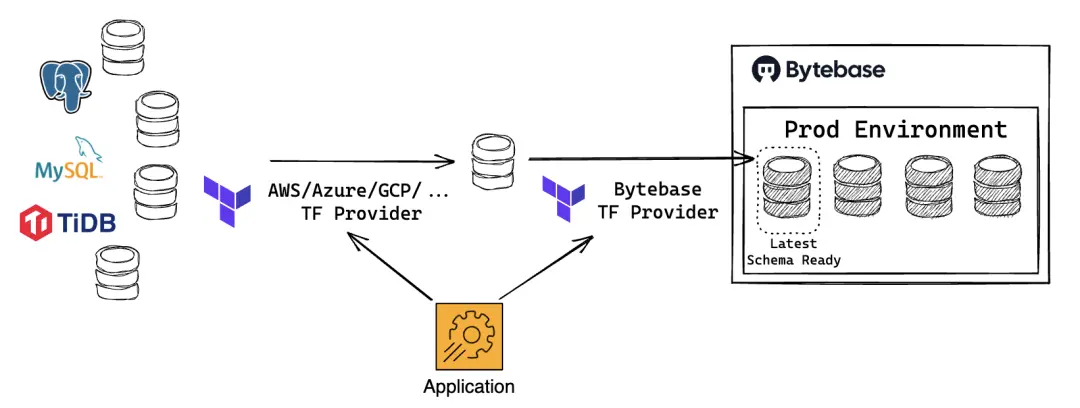 MySQL
TiDB
AWS/Azure/GCP/...
TF Provider
Bytebase
TF Provider
Application
Bytebase
Prod Environment
Latest
Schema Ready